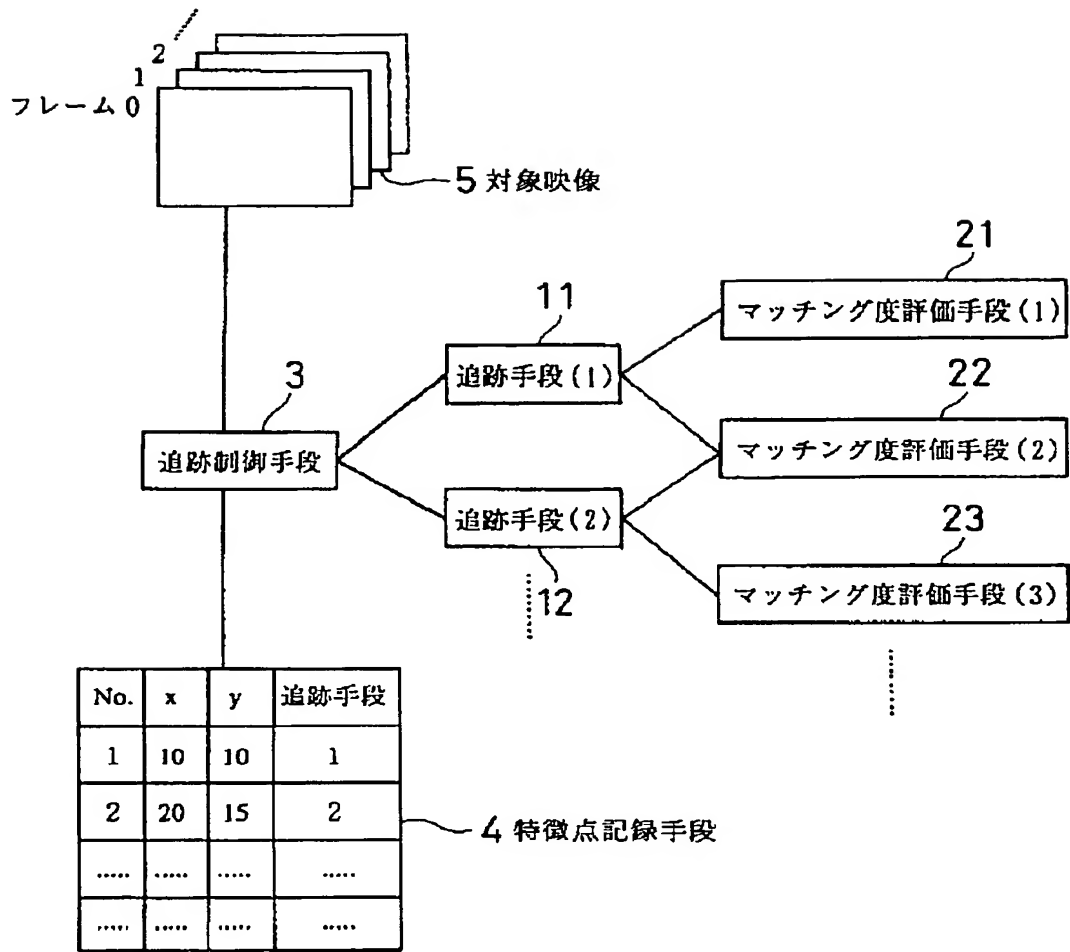 2
1
フレーム 0
5 対象映像
21
マッチング度評価手段(1)
11
追跡手段(1)
22
マッチング度評価手段(2)
3
追跡制御手段
追跡手段(2)
12
23
マッチング度評価手段(3)
No. x y 追跡手段
1 10 10 1
2 20 15 2
..... ..... ..... .....
..... ..... ..... .....
4 特徴点記録手段